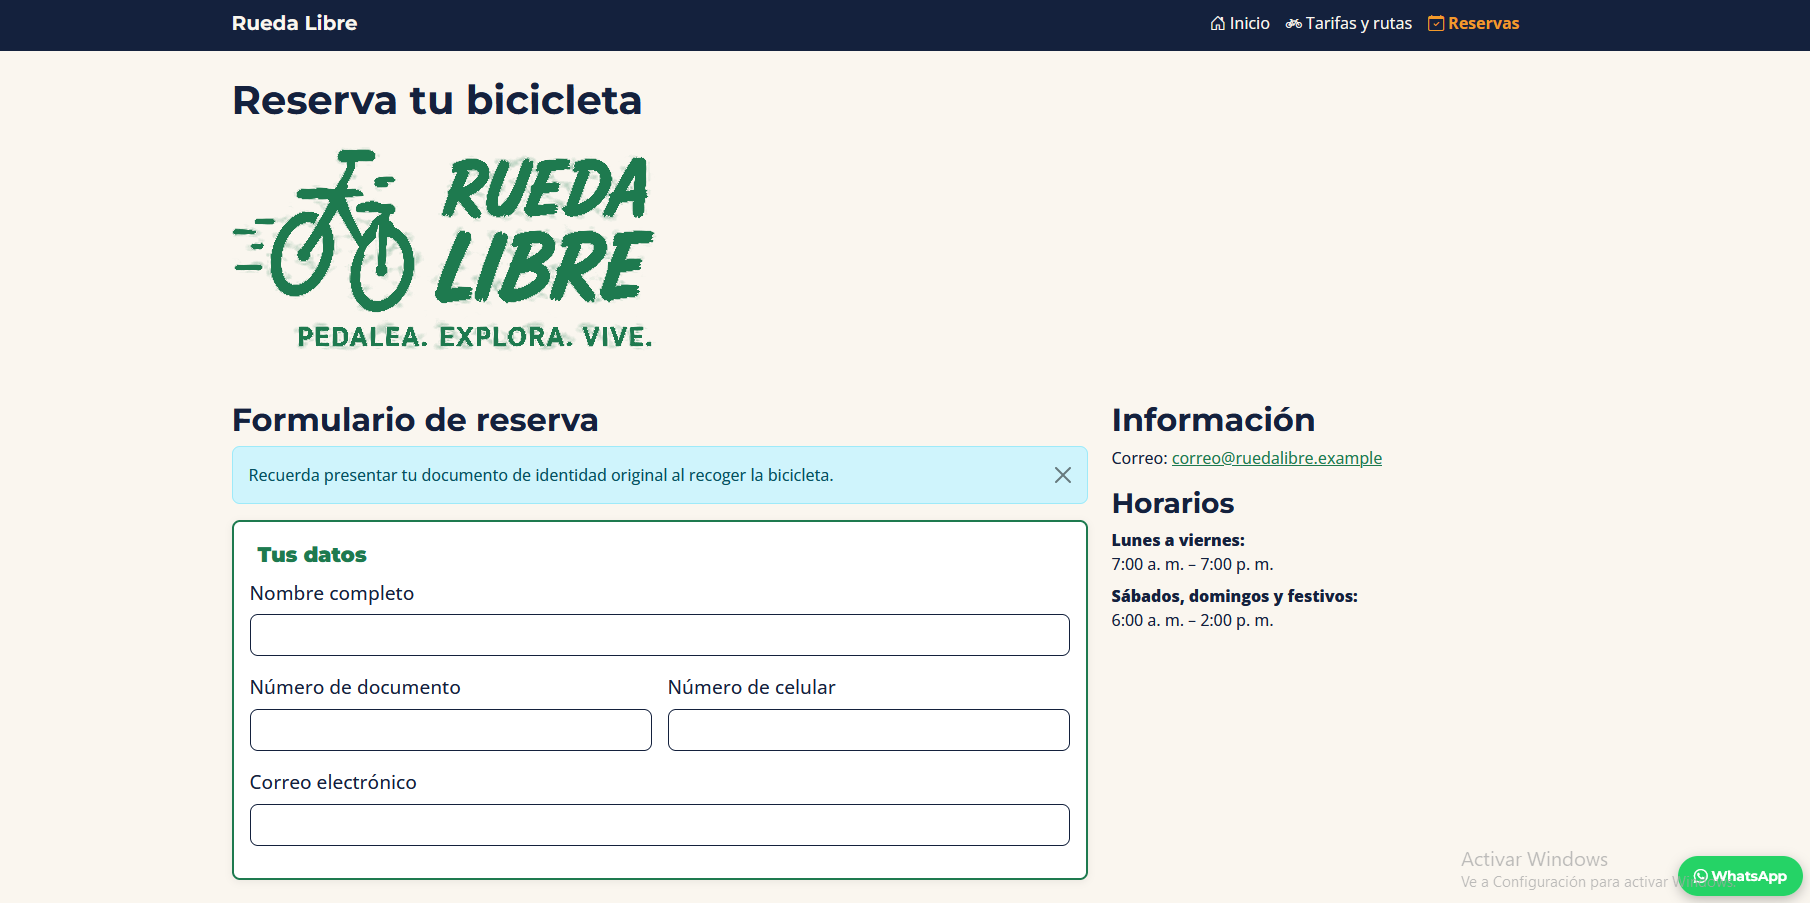 Rueda Libre
Inicio Tarifas y rutas Reservas
Reserva tu bicicleta
RUEDA
LIBRE
PEDALEA. EXPLORA. VIVE.
Formulario de reserva
Recuerda presentar tu documento de identidad original al recoger la bicicleta.
Tus datos
Nombre completo
Número de documento
Número de celular
Correo electrónico
Información
Correo: correo@ruedalibre.example
Horarios
Lunes a viernes:
7:00 a. m. – 7:00 p. m.
Sábados, domingos y festivos:
6:00 a. m. – 2:00 p. m.
Activar Windows
Ve a Configuración para activar Windows.
WhatsApp